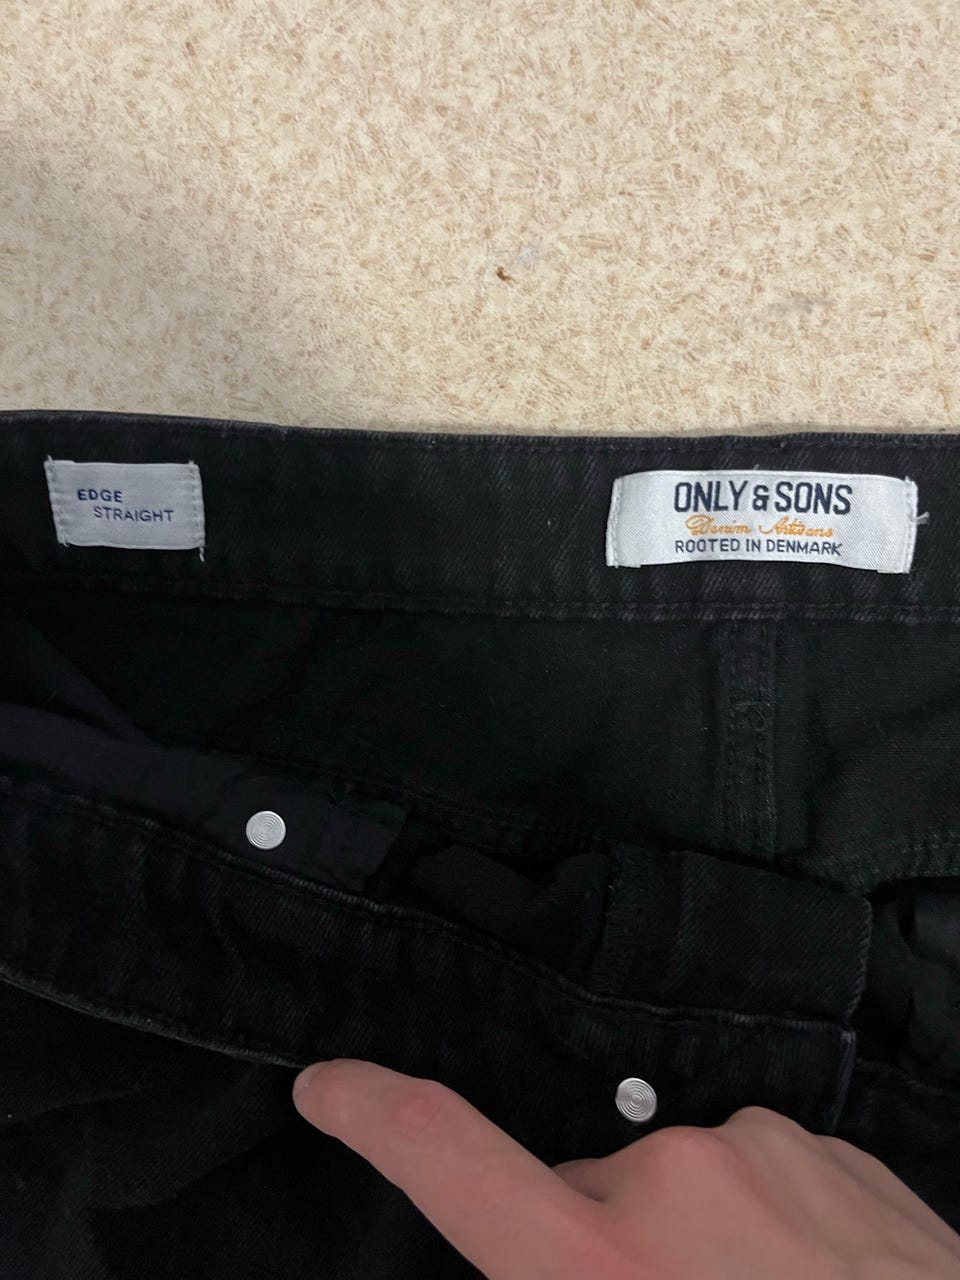 EDGE
STRAIGHT
ONLY & SONS
Denim Artisans
ROOTED IN DENMARK